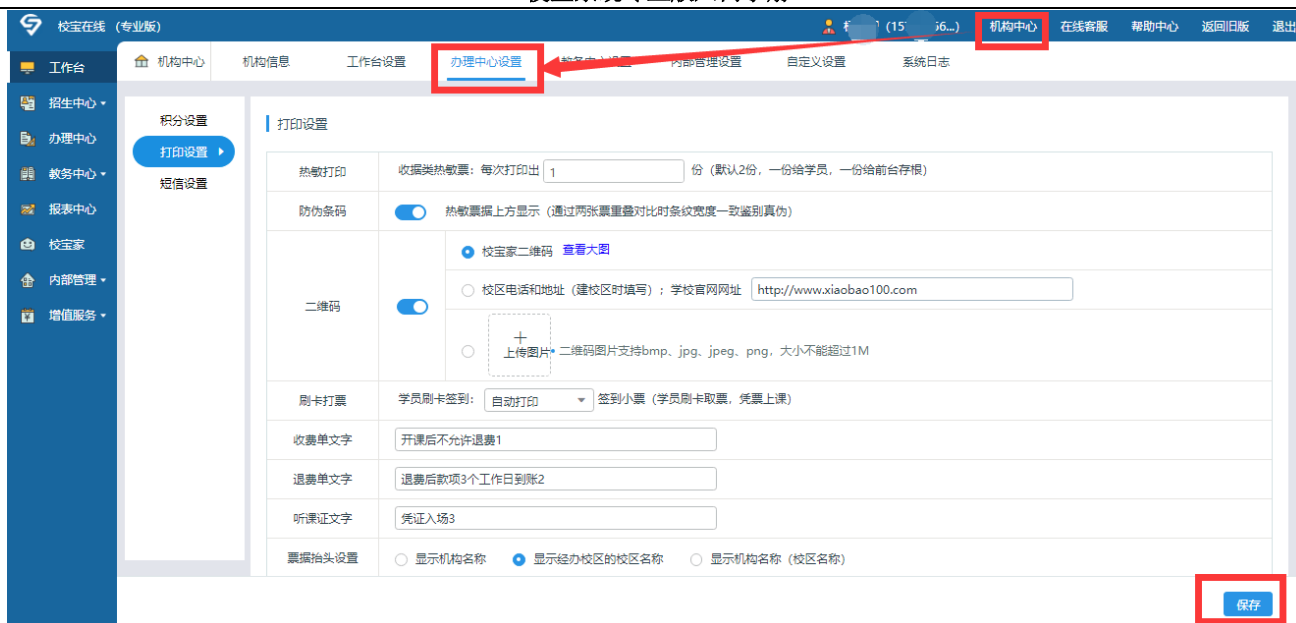 校宝在线（专业版）
(15 56...) 机构中心 在线客服 帮助中心 返回旧版 退出
工作台
招生中心
办理中心
教务中心
报表中心
校宝家
内部管理
增值服务
机构中心 机构信息 工作台设置 办理中心设置 教务中心设置 内部管理设置 自定义设置 系统日志
积分设置
打印设置
短信设置
打印设置
热敏打印 收据类热敏票：每次打印出 1 份（默认2份，一份给学员，一份给前台存根）
防伪条码 热敏票据上方显示（通过两张票重叠对比时条纹宽度一致鉴别真伪）
二维码
校宝家二维码 查看大图
校区电话和地址（建校区时填写）；学校官网网址 http://www.xiaobao100.com
上传图片 二维码图片支持bmp、jpg、jpeg、png，大小不能超过1M
刷卡打票 学员刷卡签到： 自动打印 签到小票（学员刷卡取票，凭票上课）
收费单文字 开课后不允许退费1
退费单文字 退费后款项3个工作日到账2
听课证文字 凭证入场3
票据抬头设置 显示机构名称 显示经办校区的校区名称 显示机构名称（校区名称）
保存